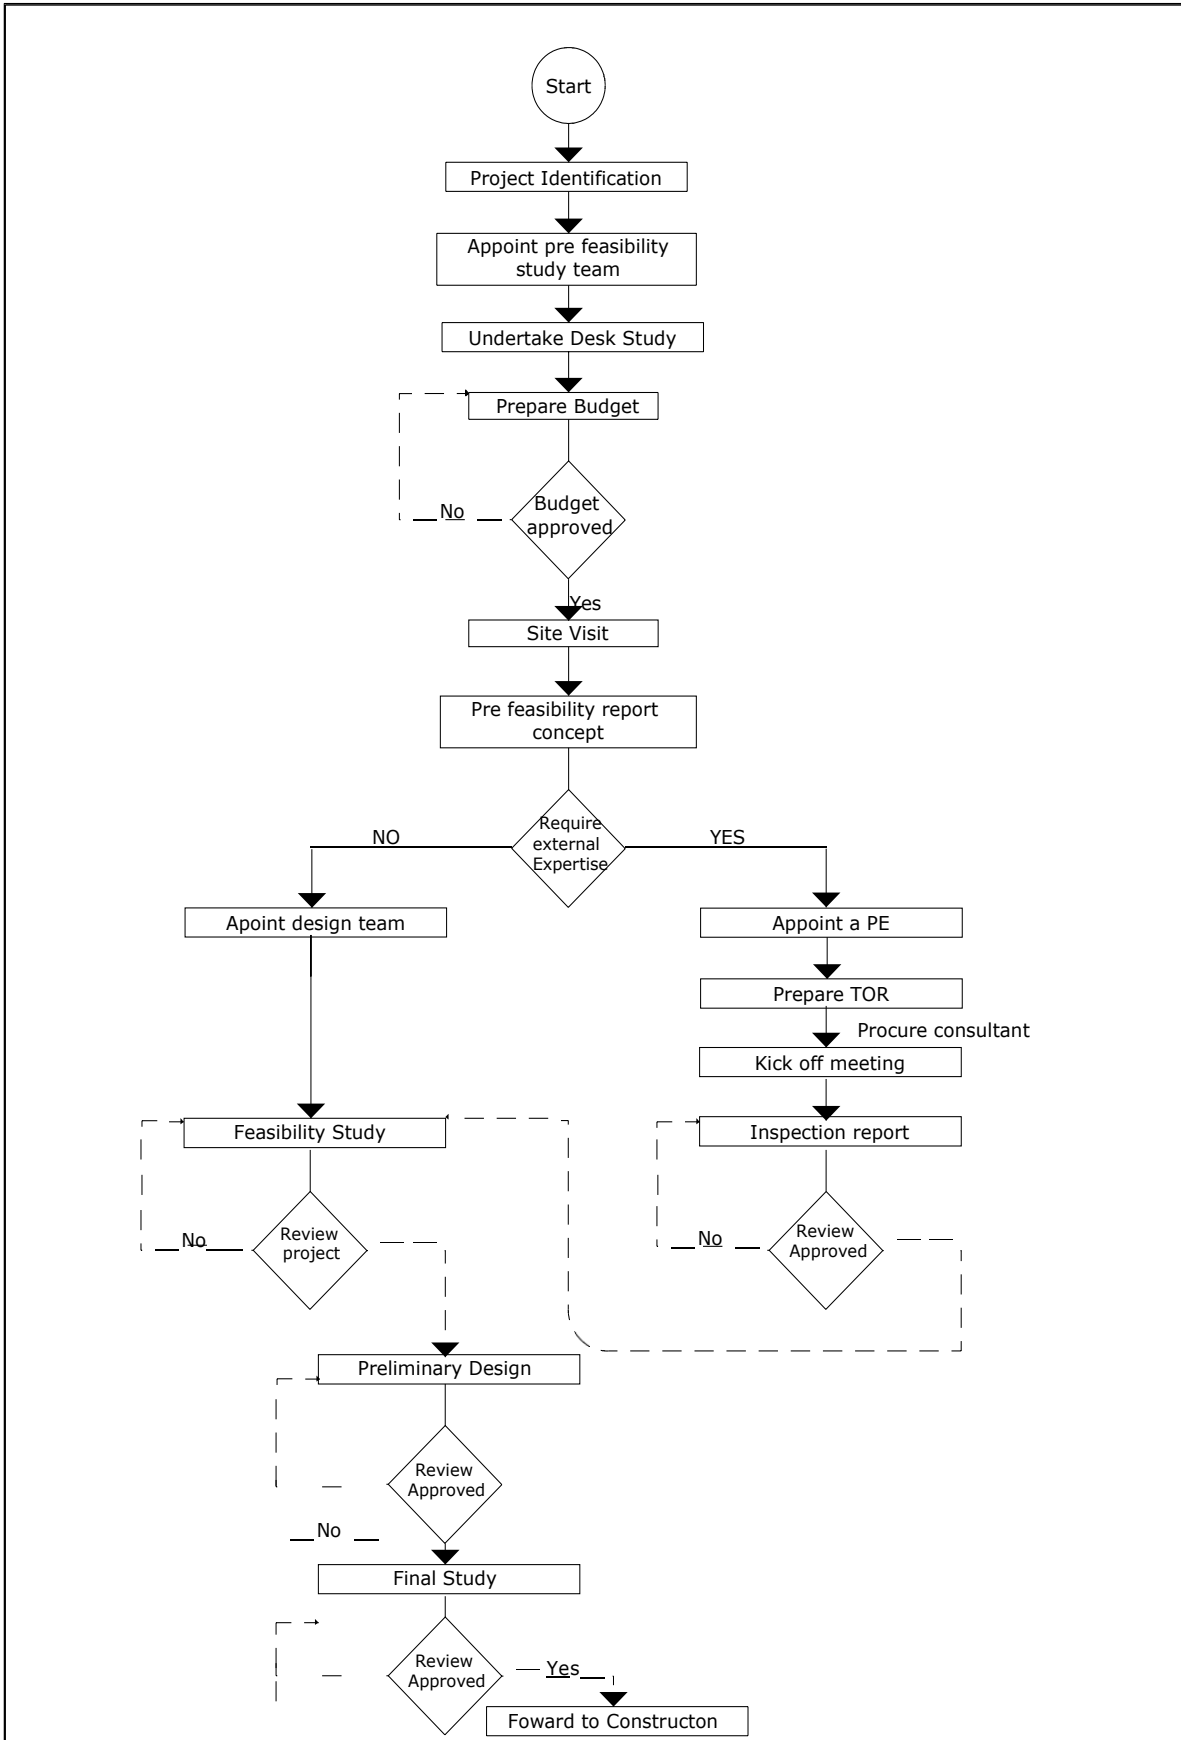 Start
Project Identification
Appoint pre feasibility
study team
Undertake Desk Study
Prepare Budget
Budget
approved
No
Yes
Site Visit
Pre feasibility report
concept
Require
external
Expertise
NO
YES
Apoint design team
Appoint a PE
Prepare TOR
Procure consultant
Kick off meeting
Feasibility Study
Inspection report
Review
project
No
Review
Approved
No
Preliminary Design
Review
Approved
No
Final Study
Review
Approved
Yes
Foward to Constructon